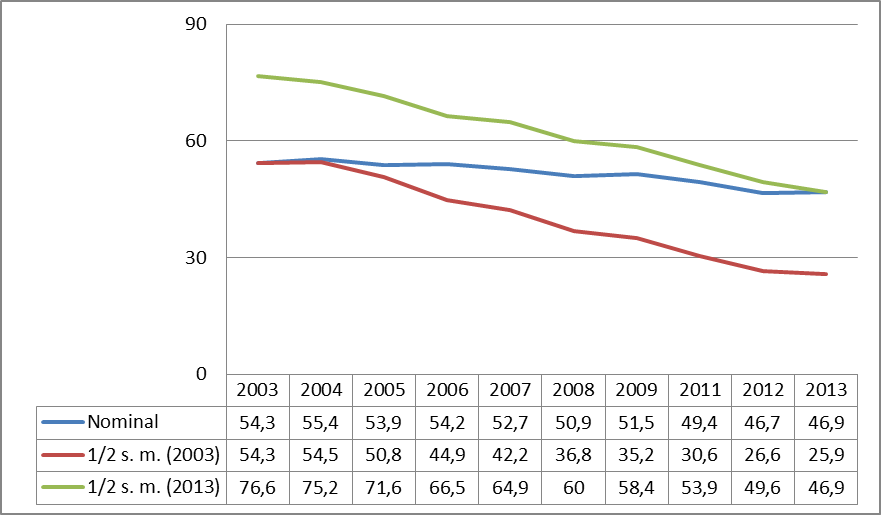 90
60
30
0
2003 2004 2005 2006 2007 2008 2009 2011 2012 2013
Nominal 54,3 55,4 53,9 54,2 52,7 50,9 51,5 49,4 46,7 46,9
1/2 s. m. (2003) 54,3 54,5 50,8 44,9 42,2 36,8 35,2 30,6 26,6 25,9
1/2 s. m. (2013) 76,6 75,2 71,6 66,5 64,9 60 58,4 53,9 49,6 46,9